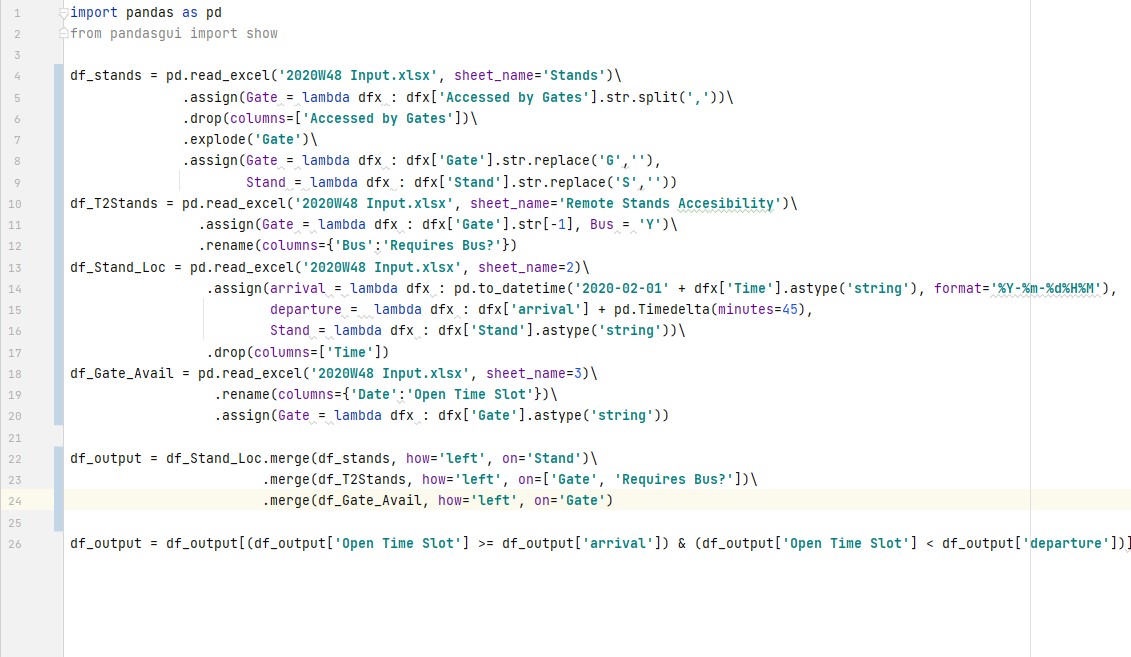 1 import pandas as pd
2 from pandasgui import show
3
4 df_stands = pd.read_excel('2020W48 Input.xlsx', sheet_name='Stands')\
5 .assign(Gate = lambda dfx : dfx['Accessed by Gates'].str.split(','))\
6 .drop(columns=['Accessed by Gates'])\
7 .explode('Gate')\
8 .assign(Gate = lambda dfx : dfx['Gate'].str.replace('G',''),
9 Stand = lambda dfx : dfx['Stand'].str.replace('S',''))
10 df_T2Stands = pd.read_excel('2020W48 Input.xlsx', sheet_name='Remote Stands Accesibility')\
11 .assign(Gate = lambda dfx : dfx['Gate'].str[-1], Bus = 'Y')\
12 .rename(columns={'Bus':'Requires Bus?'})
13 df_Stand_Loc = pd.read_excel('2020W48 Input.xlsx', sheet_name=2)\
14 .assign(arrival = lambda dfx : pd.to_datetime('2020-02-01' + dfx['Time'].astype('string'), format='%Y-%m-%d%H%M'),
15 departure = lambda dfx : dfx['arrival'] + pd.Timedelta(minutes=45),
16 Stand = lambda dfx : dfx['Stand'].astype('string'))\
17 .drop(columns=['Time'])
18 df_Gate_Avail = pd.read_excel('2020W48 Input.xlsx', sheet_name=3)\
19 .rename(columns={'Date':'Open Time Slot'})\
20 .assign(Gate = lambda dfx : dfx['Gate'].astype('string'))
21
22 df_output = df_Stand_Loc.merge(df_stands, how='left', on='Stand')\
23 .merge(df_T2Stands, how='left', on=['Gate', 'Requires Bus?'])\
24 .merge(df_Gate_Avail, how='left', on='Gate')
25
26 df_output = df_output[(df_output['Open Time Slot'] >= df_output['arrival']) & (df_output['Open Time Slot'] < df_output['departure'])]